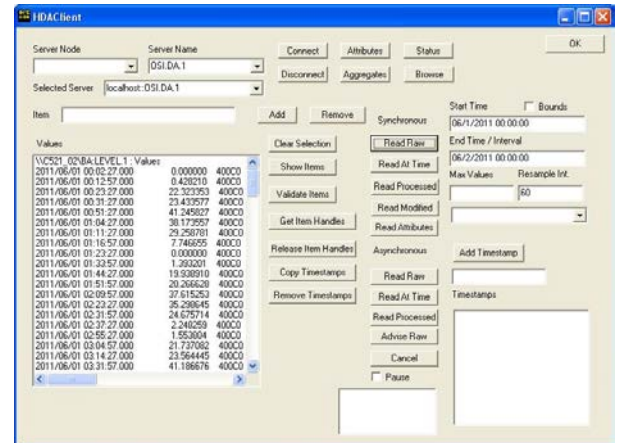 HDAClient
Server Node
Server Name
Connect
Attributes
Status
OK
OSI.DA.1
Disconnect
Aggregates
Browse
Selected Server
localhost::OSI.DA.1
Item
Add
Remove
Synchronous
Start Time
Bounds
06/1/2011 00:00:00
Values
Clear Selection
Read Raw
End Time / Interval
06/2/2011 00:00:00
\\C521_02\BA:LEVEL.1 : Values
2011/06/01 00:02:27.000 0.000000 400C0
2011/06/01 00:12:57.000 0.428210 400C0
2011/06/01 00:23:27.000 22.323353 400C0
2011/06/01 00:31:27.000 23.433577 400C0
2011/06/01 00:51:27.000 41.245827 400C0
2011/06/01 01:04:27.000 38.173557 400C0
2011/06/01 01:11:27.000 29.258781 400C0
2011/06/01 01:16:57.000 7.746655 400C0
2011/06/01 01:23:27.000 0.000000 400C0
2011/06/01 01:33:57.000 1.393201 400C0
2011/06/01 01:44:27.000 19.938910 400C0
2011/06/01 01:51:57.000 20.266628 400C0
2011/06/01 02:09:57.000 37.615253 400C0
2011/06/01 02:23:27.000 35.298645 400C0
2011/06/01 02:31:57.000 24.675714 400C0
2011/06/01 02:37:27.000 2.240259 400C0
2011/06/01 02:55:27.000 1.553804 400C0
2011/06/01 03:04:57.000 21.737082 400C0
2011/06/01 03:14:27.000 23.564445 400C0
2011/06/01 03:31:57.000 41.186676 400C0
Show Items
Read At Time
Max Values
Resample Int.
Validate Items
Read Processed
60
Get Item Handles
Read Modified
Read Attributes
Release Item Handles
Asynchronous
Add Timestamp
Copy Timestamps
Read Raw
Remove Timestamps
Read At Time
Timestamps
Read Processed
Advise Raw
Cancel
Pause